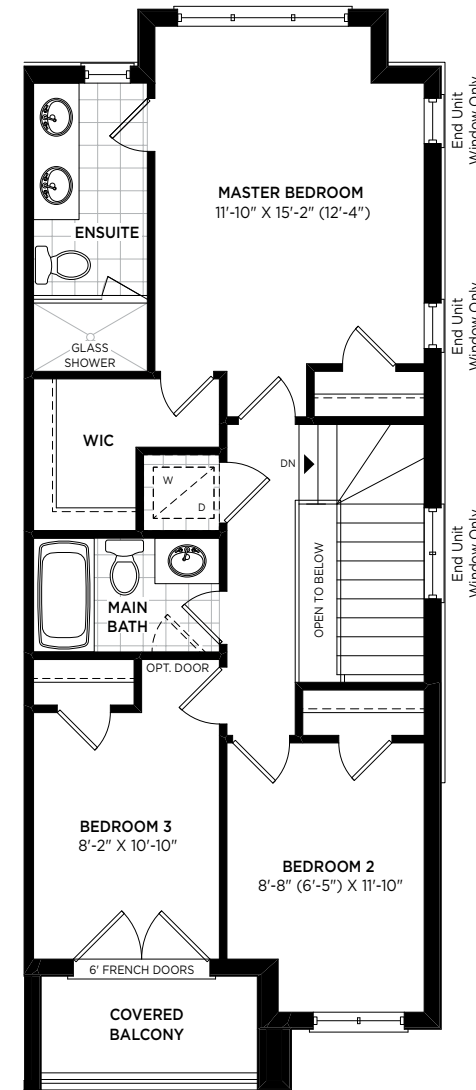 End Unit
Window Only
MASTER BEDROOM
11'-10" X 15'-2" (12'-4")
ENSUITE
End Unit
Window Only
GLASS
SHOWER
WIC
W
D
DN
OPEN TO BELOW
End Unit
Window Only
MAIN
BATH
OPT. DOOR
BEDROOM 3
8'-2" X 10'-10"
BEDROOM 2
8'-8" (6'-5") X 11'-10"
6' FRENCH DOORS
COVERED
BALCONY